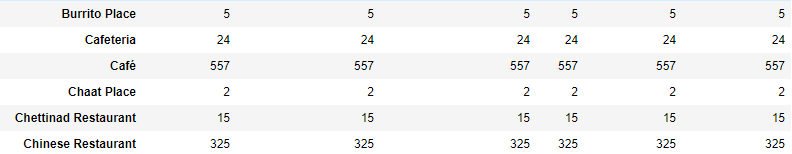 Burrito Place 5 5 5 5 5 5
Cafeteria 24 24 24 24 24 24
Café 557 557 557 557 557 557
Chaat Place 2 2 2 2 2 2
Chettinad Restaurant 15 15 15 15 15 15
Chinese Restaurant 325 325 325 325 325 325